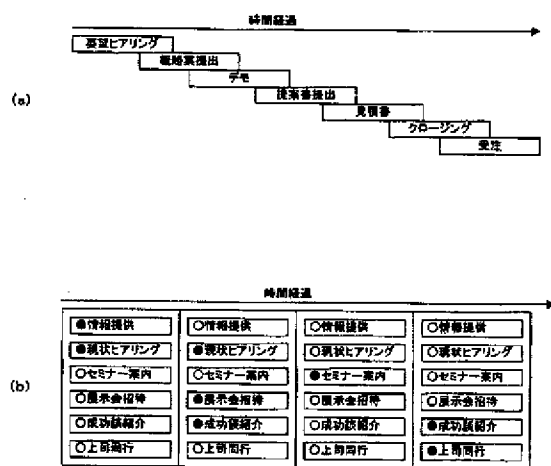 時間経過
要望ヒアリング
概略案提出
デモ
(a)
提案書提出
見積書
クロージング
受注
時間経過
●情報提供 ○情報提供 ○情報提供 ○情報提供
●現状ヒアリング ●現状ヒアリング ○現状ヒアリング ○現状ヒアリング
(b)
○セミナー案内 ○セミナー案内 ●セミナー案内 ○セミナー案内
○展示会招待 ●展示会招待 ○展示会招待 ○展示会招待
○成功談紹介 ●成功談紹介 ○成功談紹介 ●成功談紹介
○上司同行 ○上司同行 ○上司同行 ●上司同行